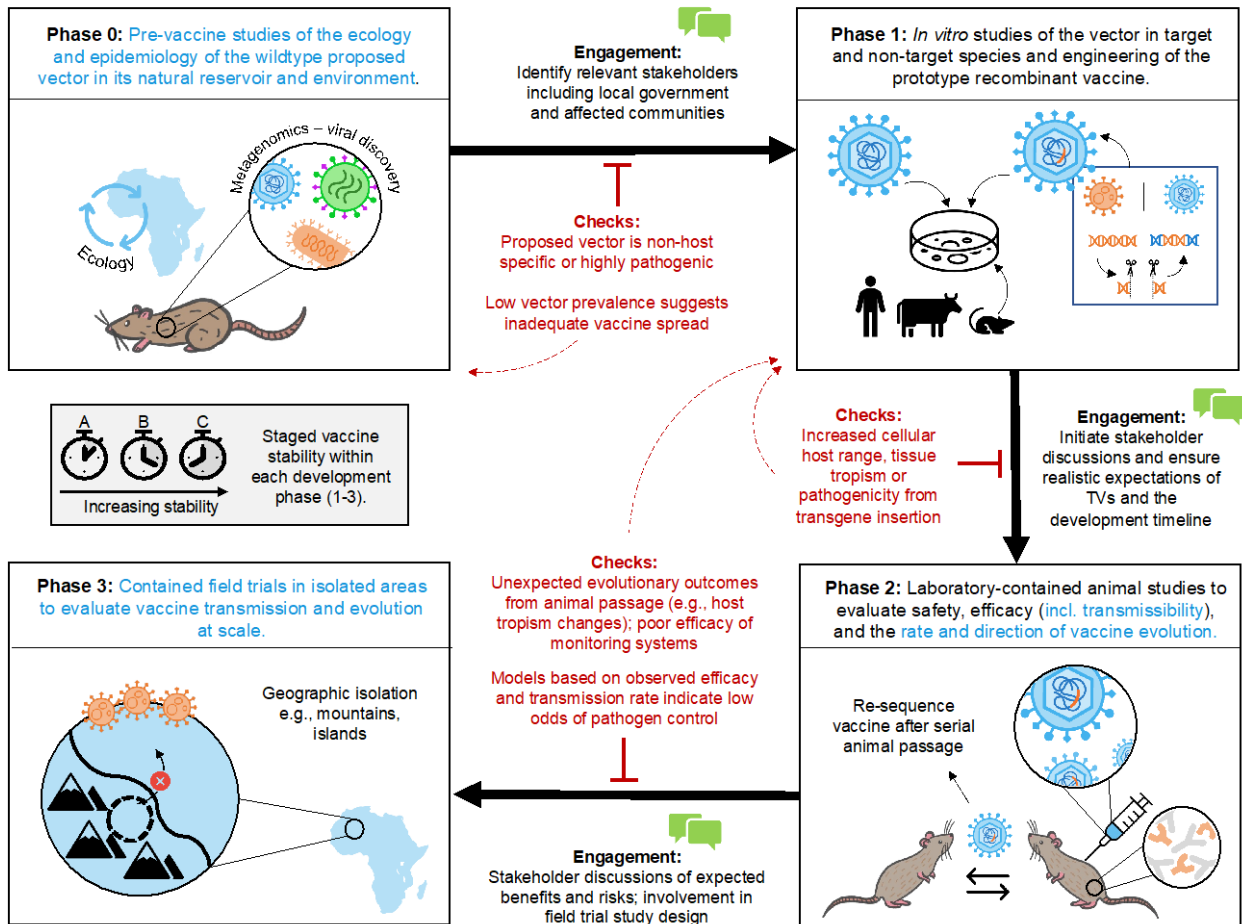 Phase 0: Pre-vaccine studies of the ecology
and epidemiology of the wildtype proposed
vector in its natural reservoir and environment.
Metagenomics – viral discovery
Ecology
Engagement:
Identify relevant stakeholders
including local government
and affected communities
Checks:
Proposed vector is non-host
specific or highly pathogenic
Low vector prevalence suggests
inadequate vaccine spread
Phase 1: In vitro studies of the vector in target
and non-target species and engineering of the
prototype recombinant vaccine.
A B C
Increasing stability
Staged vaccine
stability within
each development
phase (1-3).
Checks:
Increased cellular
host range, tissue
tropism or
pathogenicity from
transgene insertion
Engagement:
Initiate stakeholder
discussions and ensure
realistic expectations of
TVs and the
development timeline
Phase 2: Laboratory-contained animal studies to
evaluate safety, efficacy (incl. transmissibility),
and the rate and direction of vaccine evolution.
Re-sequence
vaccine after serial
animal passage
Checks:
Unexpected evolutionary outcomes
from animal passage (e.g., host
tropism changes); poor efficacy of
monitoring systems
Models based on observed efficacy
and transmission rate indicate low
odds of pathogen control
Engagement:
Stakeholder discussions of expected
benefits and risks; involvement in
field trial study design
Phase 3: Contained field trials in isolated areas
to evaluate vaccine transmission and evolution
at scale.
Geographic isolation
e.g., mountains,
islands